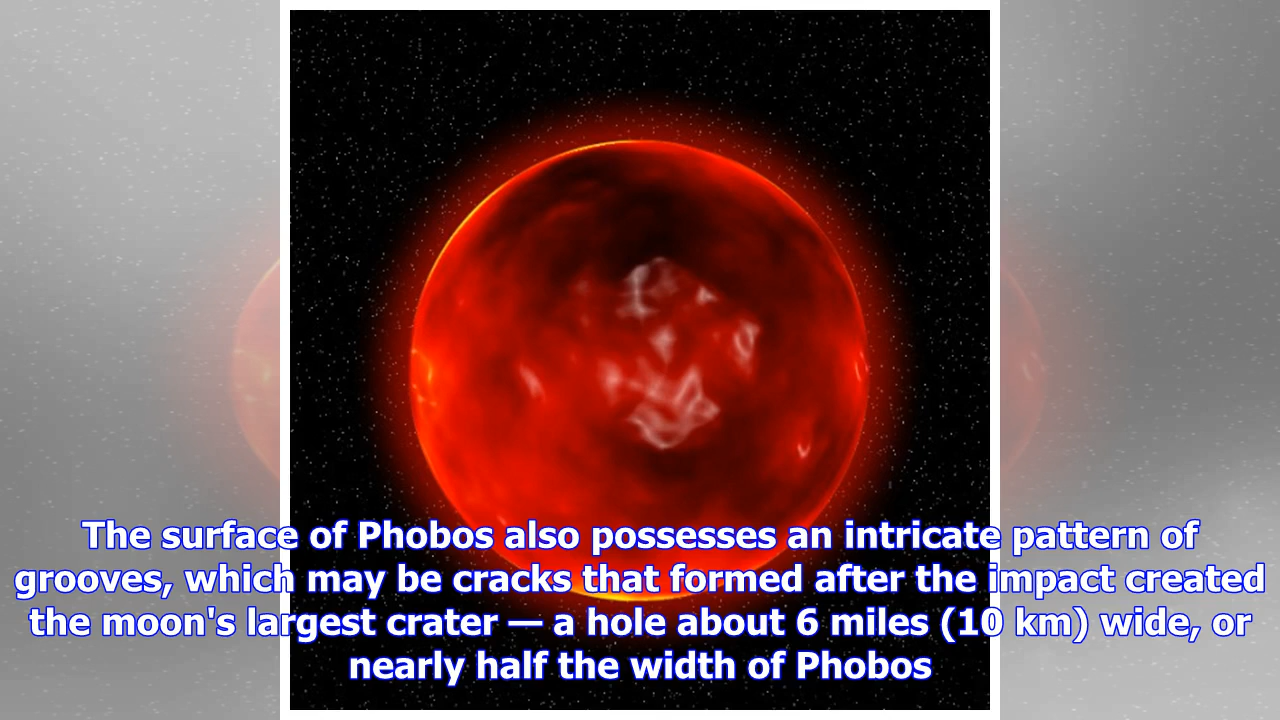 The surface of Phobos also possesses an intricate pattern of
grooves, which may be cracks that formed after the impact created
the moon's largest crater — a hole about 6 miles (10 km) wide, or
nearly half the width of Phobos